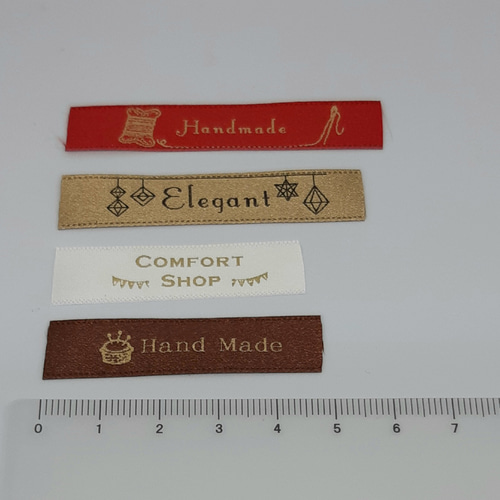 Handmade
Elegant
COMFORT
SHOP
Hand Made
0 1 2 3 4 5 6 7